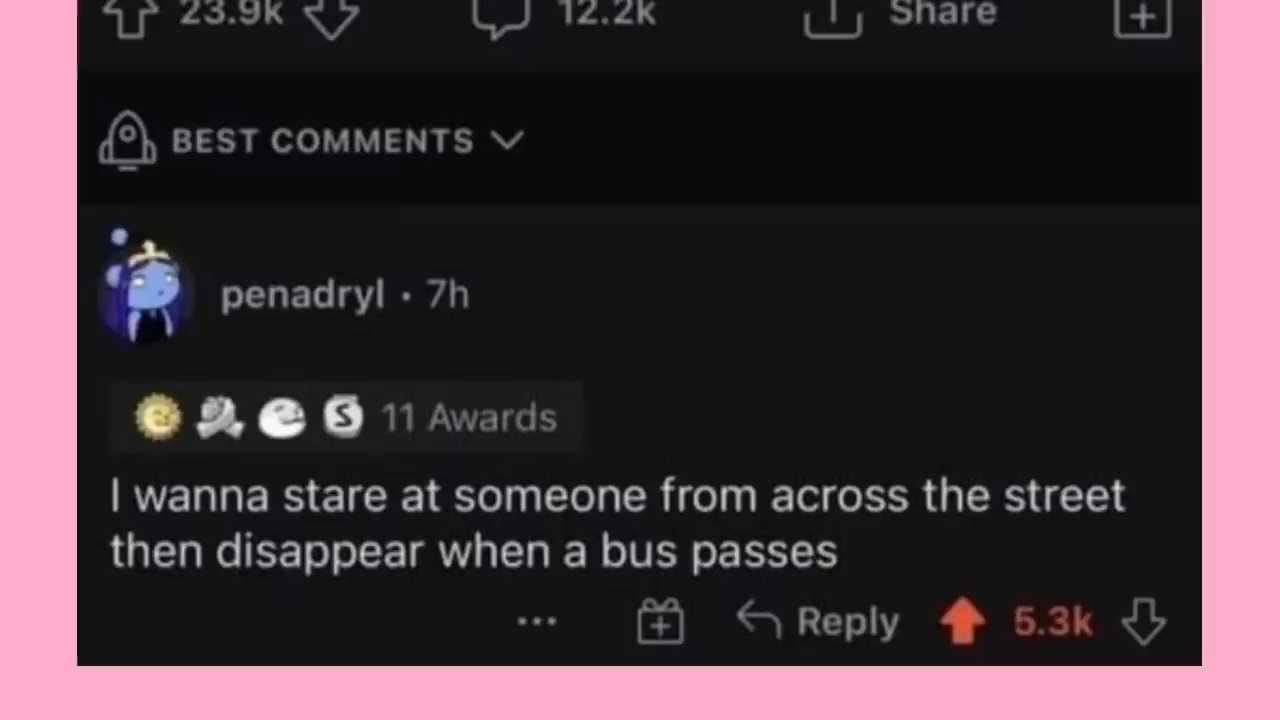 23.9k 12.2k Share
BEST COMMENTS
penadryl · 7h
11 Awards
I wanna stare at someone from across the street
then disappear when a bus passes
... Reply 5.3k